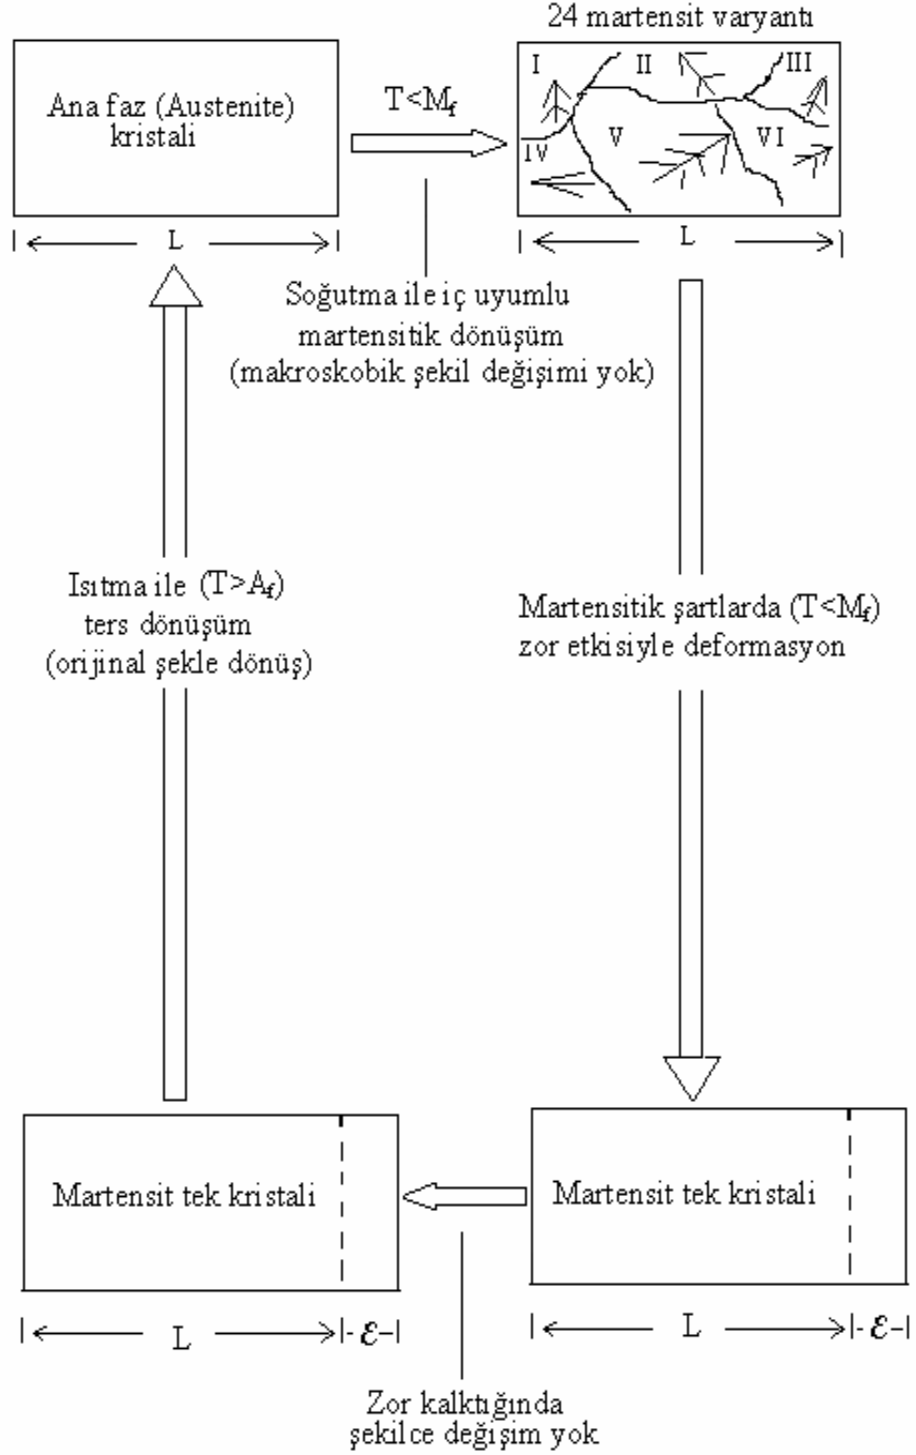 24 martensit varyantı
Ana faz (Austenite)
kristali
T<Mf
I
II
III
IV
V
VI
L
L
Soğutma ile iç uyumlu
martensitik dönüşüm
(makroskobik şekil değişimi yok)
Isıtma ile (T>Af)
ters dönüşüm
(orijinal şekle dönüş)
Martensitik şartlarda (T<Mf)
zor etkisiyle deformasyon
Martensit tek kristali
Martensit tek kristali
L
ε
L
ε
Zor kalktığında
şekilce değişim yok